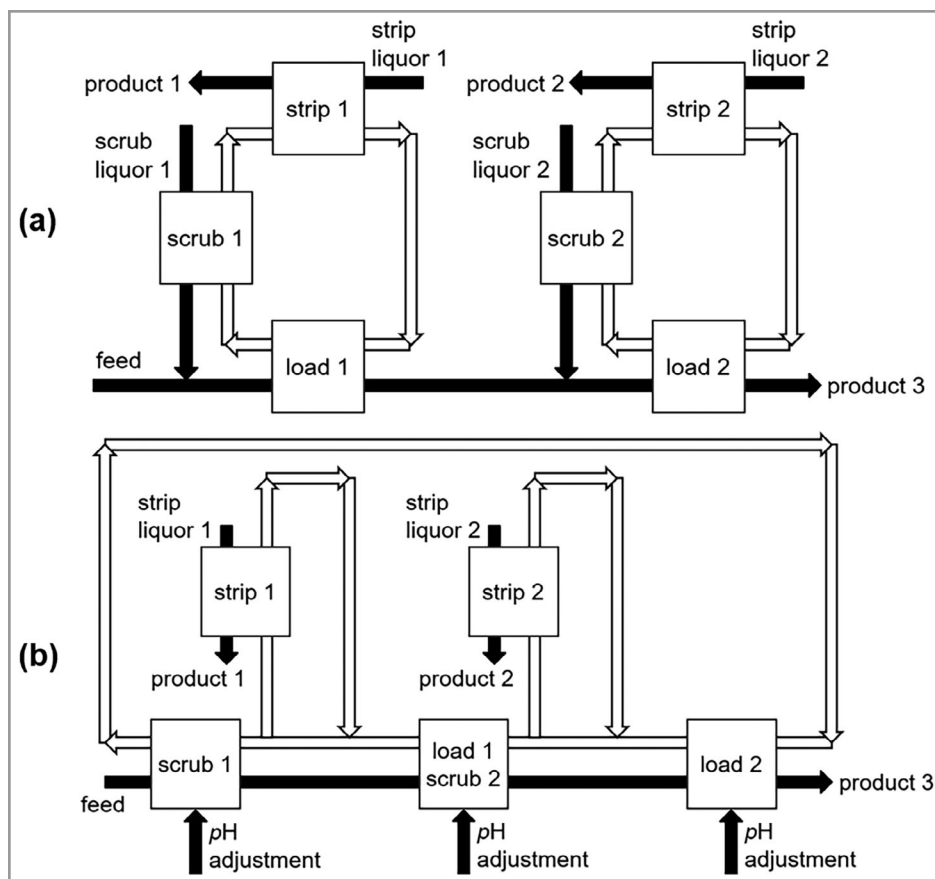 (a)
strip
liquor 1
product 1
strip 1
scrub
liquor 1
scrub 1
feed
load 1
strip
liquor 2
product 2
strip 2
scrub
liquor 2
scrub 2
load 2
product 3
(b)
strip
liquor 1
strip 1
product 1
strip
liquor 2
strip 2
product 2
scrub 1
load 1
scrub 2
load 2
product 3
feed
pH
adjustment
pH
adjustment
pH
adjustment